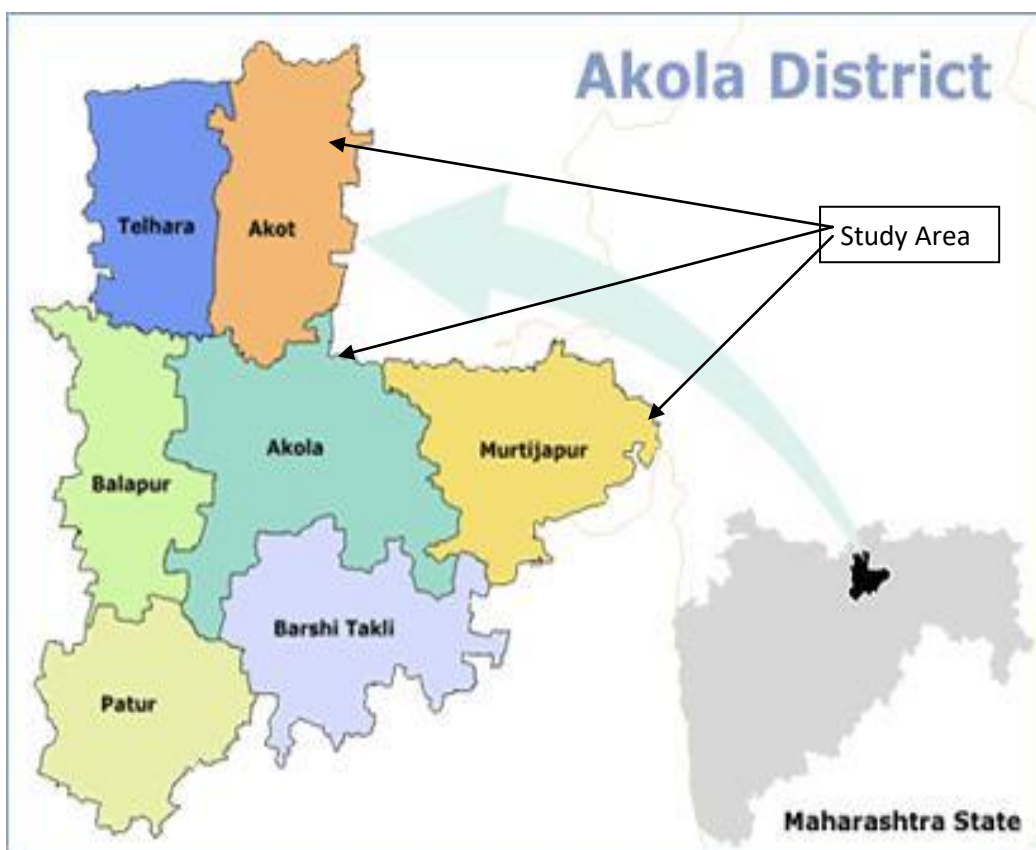 Akola District
Telhara
Akot
Study Area
Akola
Murtijapur
Balapur
Barshi Takli
Patur
Maharashtra State